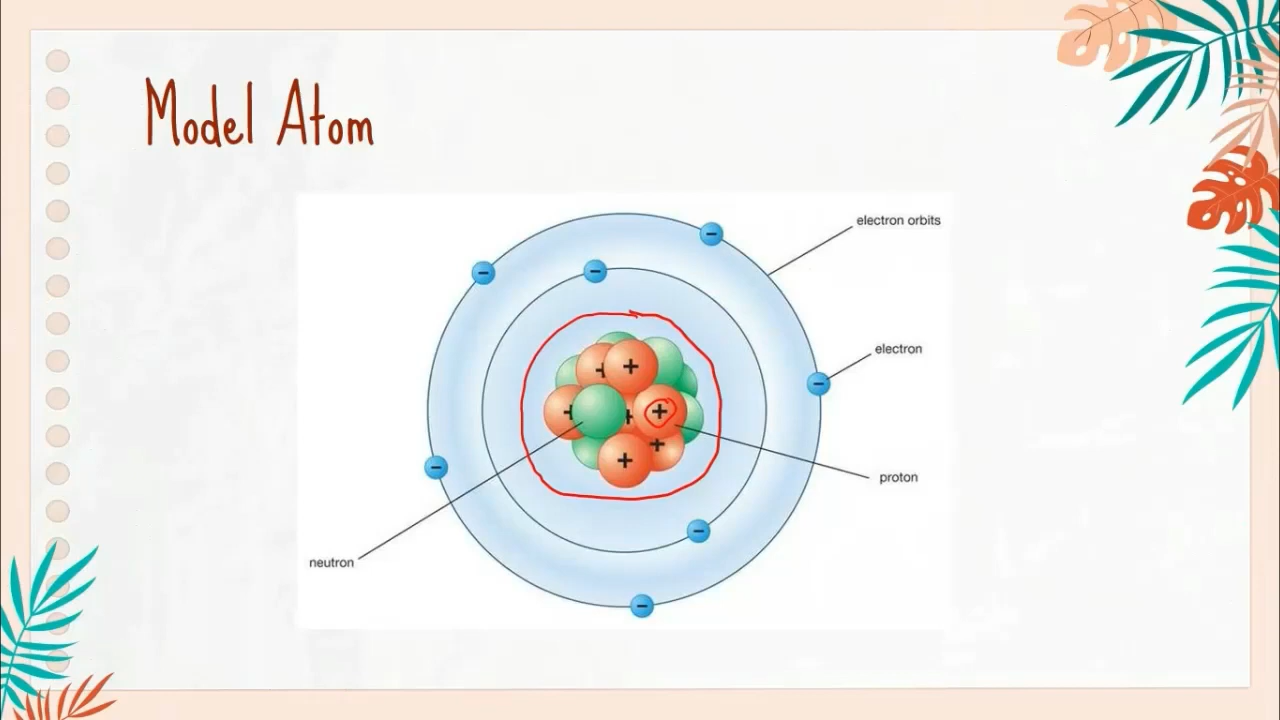 Model Atom
electron orbits
electron
proton
neutron